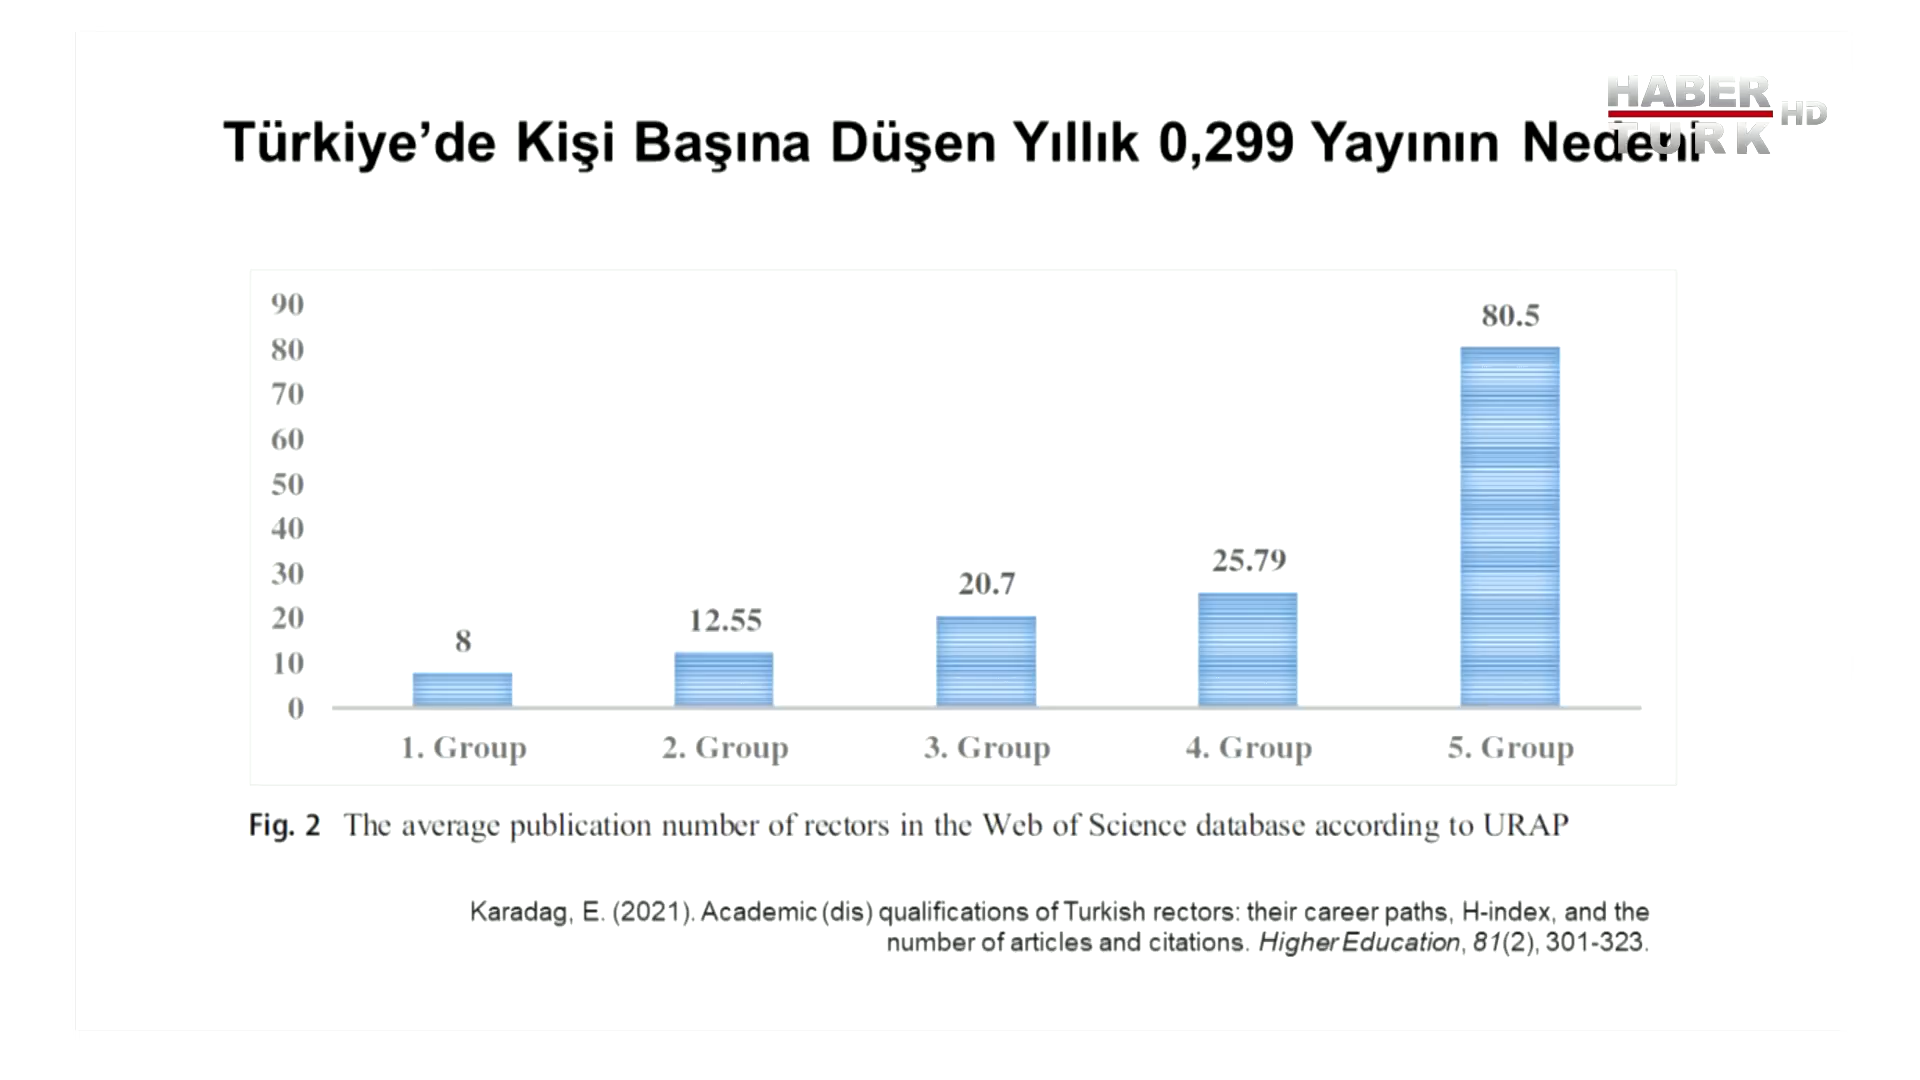 HABER
TURK HD
Türkiye’de Kişi Başına Düşen Yıllık 0,299 Yayının Nedeni
90
80
70
60
50
40
30
20
10
0
8
12.55
20.7
25.79
80.5
1. Group
2. Group
3. Group
4. Group
5. Group
Fig. 2 The average publication number of rectors in the Web of Science database according to URAP
Karadag, E. (2021). Academic (dis) qualifications of Turkish rectors: their career paths, H-index, and the
number of articles and citations. Higher Education, 81(2), 301-323.